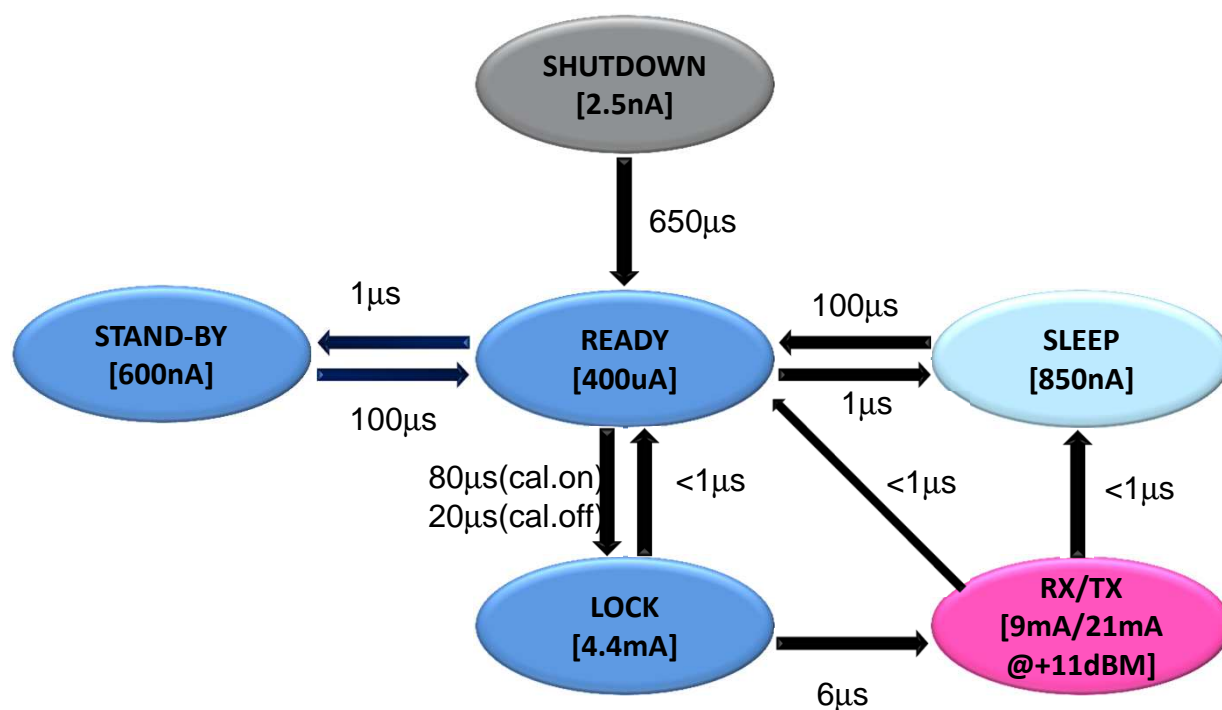 SHUTDOWN
[2.5nA]
650μs
1μs
100μs
STAND-BY
[600nA]
READY
[400uA]
SLEEP
[850nA]
100μs
1μs
80μs(cal.on)
20μs(cal.off)
<1μs
<1μs
<1μs
LOCK
[4.4mA]
RX/TX
[9mA/21mA
@+11dBM]
6μs